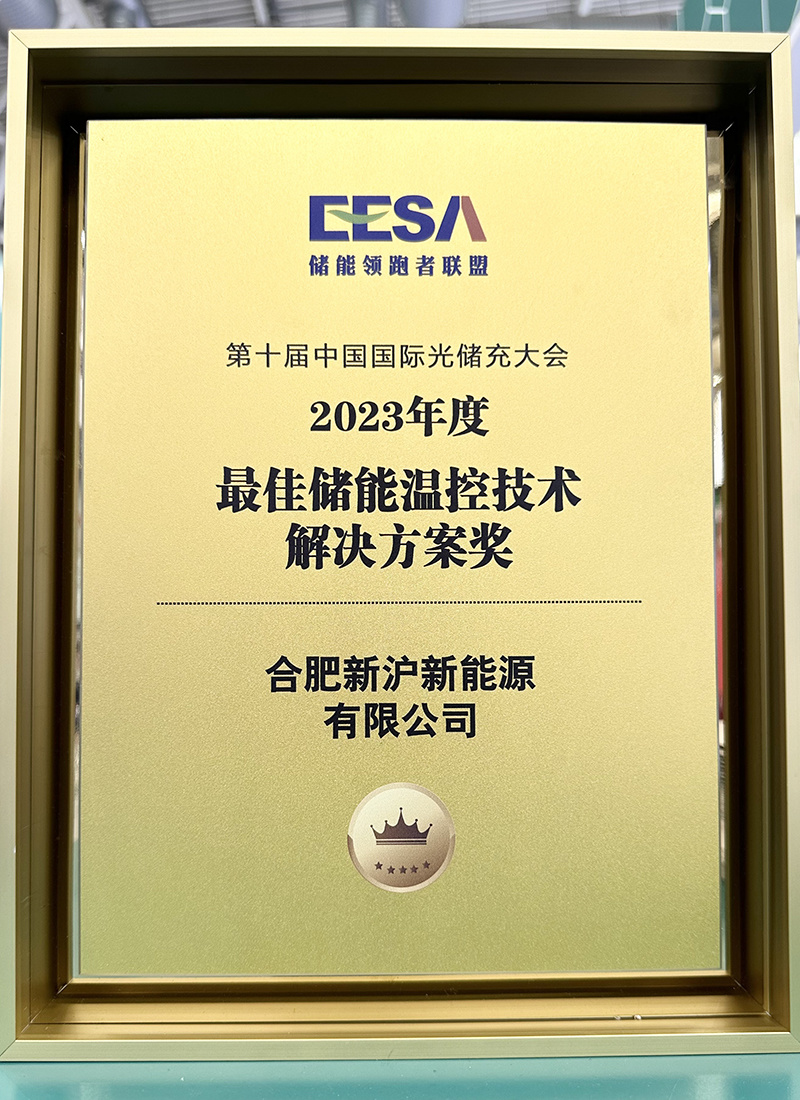 EESA
储能领跑者联盟
第十届中国国际光储充大会
2023年度
最佳储能温控技术
解决方案奖
合肥新沪新能源
有限公司